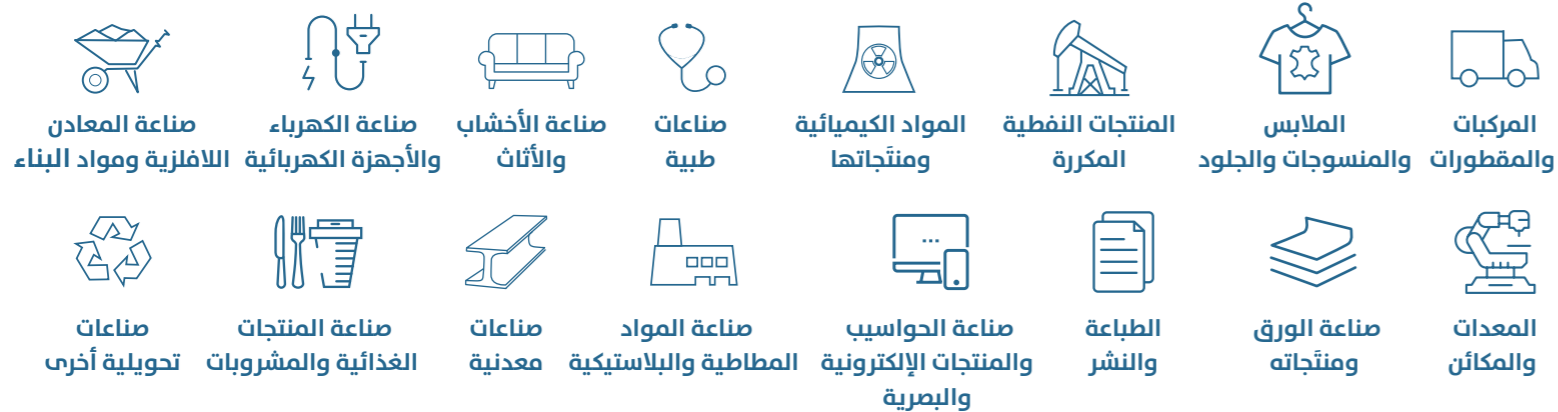 المركبات
والمقطورات
الملابس
والمنسوجات والجلود
المنتجات النفطية
المكررة
المواد الكيميائية
ومنتَجاتها
صناعات
طبية
صناعة الأخشاب
والأثاث
صناعة الكهرباء
والأجهزة الكهربائية
صناعة المعادن
اللافلزية ومواد البناء
المعدات
والمكائن
صناعة الورق
ومنتَجاته
الطباعة
والنشر
صناعة الحواسيب
والمنتجات الإلكترونية
والبصرية
صناعة المواد
المطاطية والبلاستيكية
صناعات
معدنية
صناعة المنتجات
الغذائية والمشروبات
صناعات
تحويلية أخرى